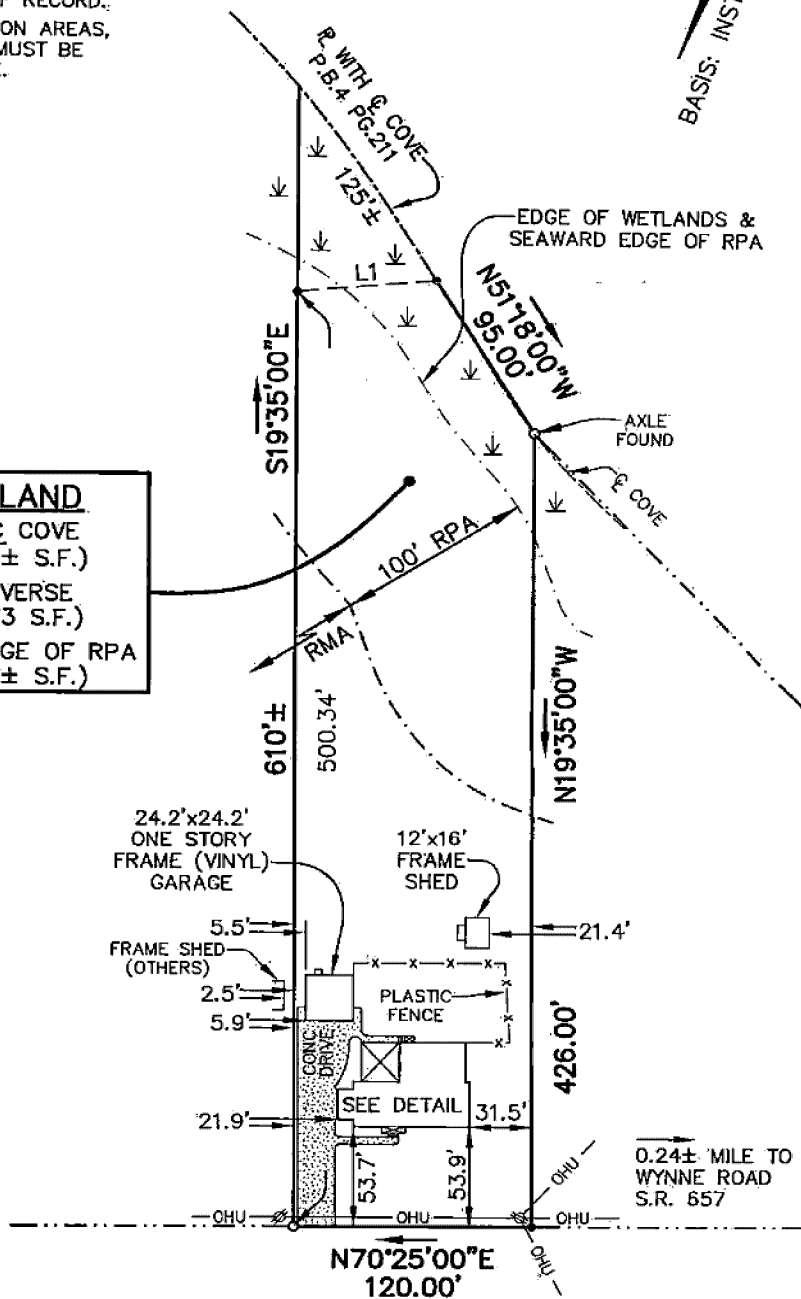 RECORD.
ON AREAS,
MUST BE
BASIS: INST
℄ WITH ℄ COVE
P.B.4 PG.211
125'±
EDGE OF WETLANDS &
SEAWARD EDGE OF RPA
L1
N51°18'00"W
95.00'
AXLE
FOUND
℄ COVE
S19°35'00"E
LAND
COVE
± S.F.)
VERSE
3 S.F.)
GE OF RPA
± S.F.)
100' RPA
RMA
610'±
500.34'
N19°35'00"W
24.2'x24.2'
ONE STORY
FRAME (VINYL)
GARAGE
12'x16'
FRAME
SHED
5.5'
21.4'
FRAME SHED
(OTHERS)
2.5'
PLASTIC
FENCE
5.9'
CONC.
DRIVE
426.00'
SEE DETAIL
31.5'
21.9'
53.7'
53.9'
0.24± MILE TO
WYNNE ROAD
S.R. 657
OHU
OHU
OHU
OHU
OHU
N70°25'00"E
120.00'